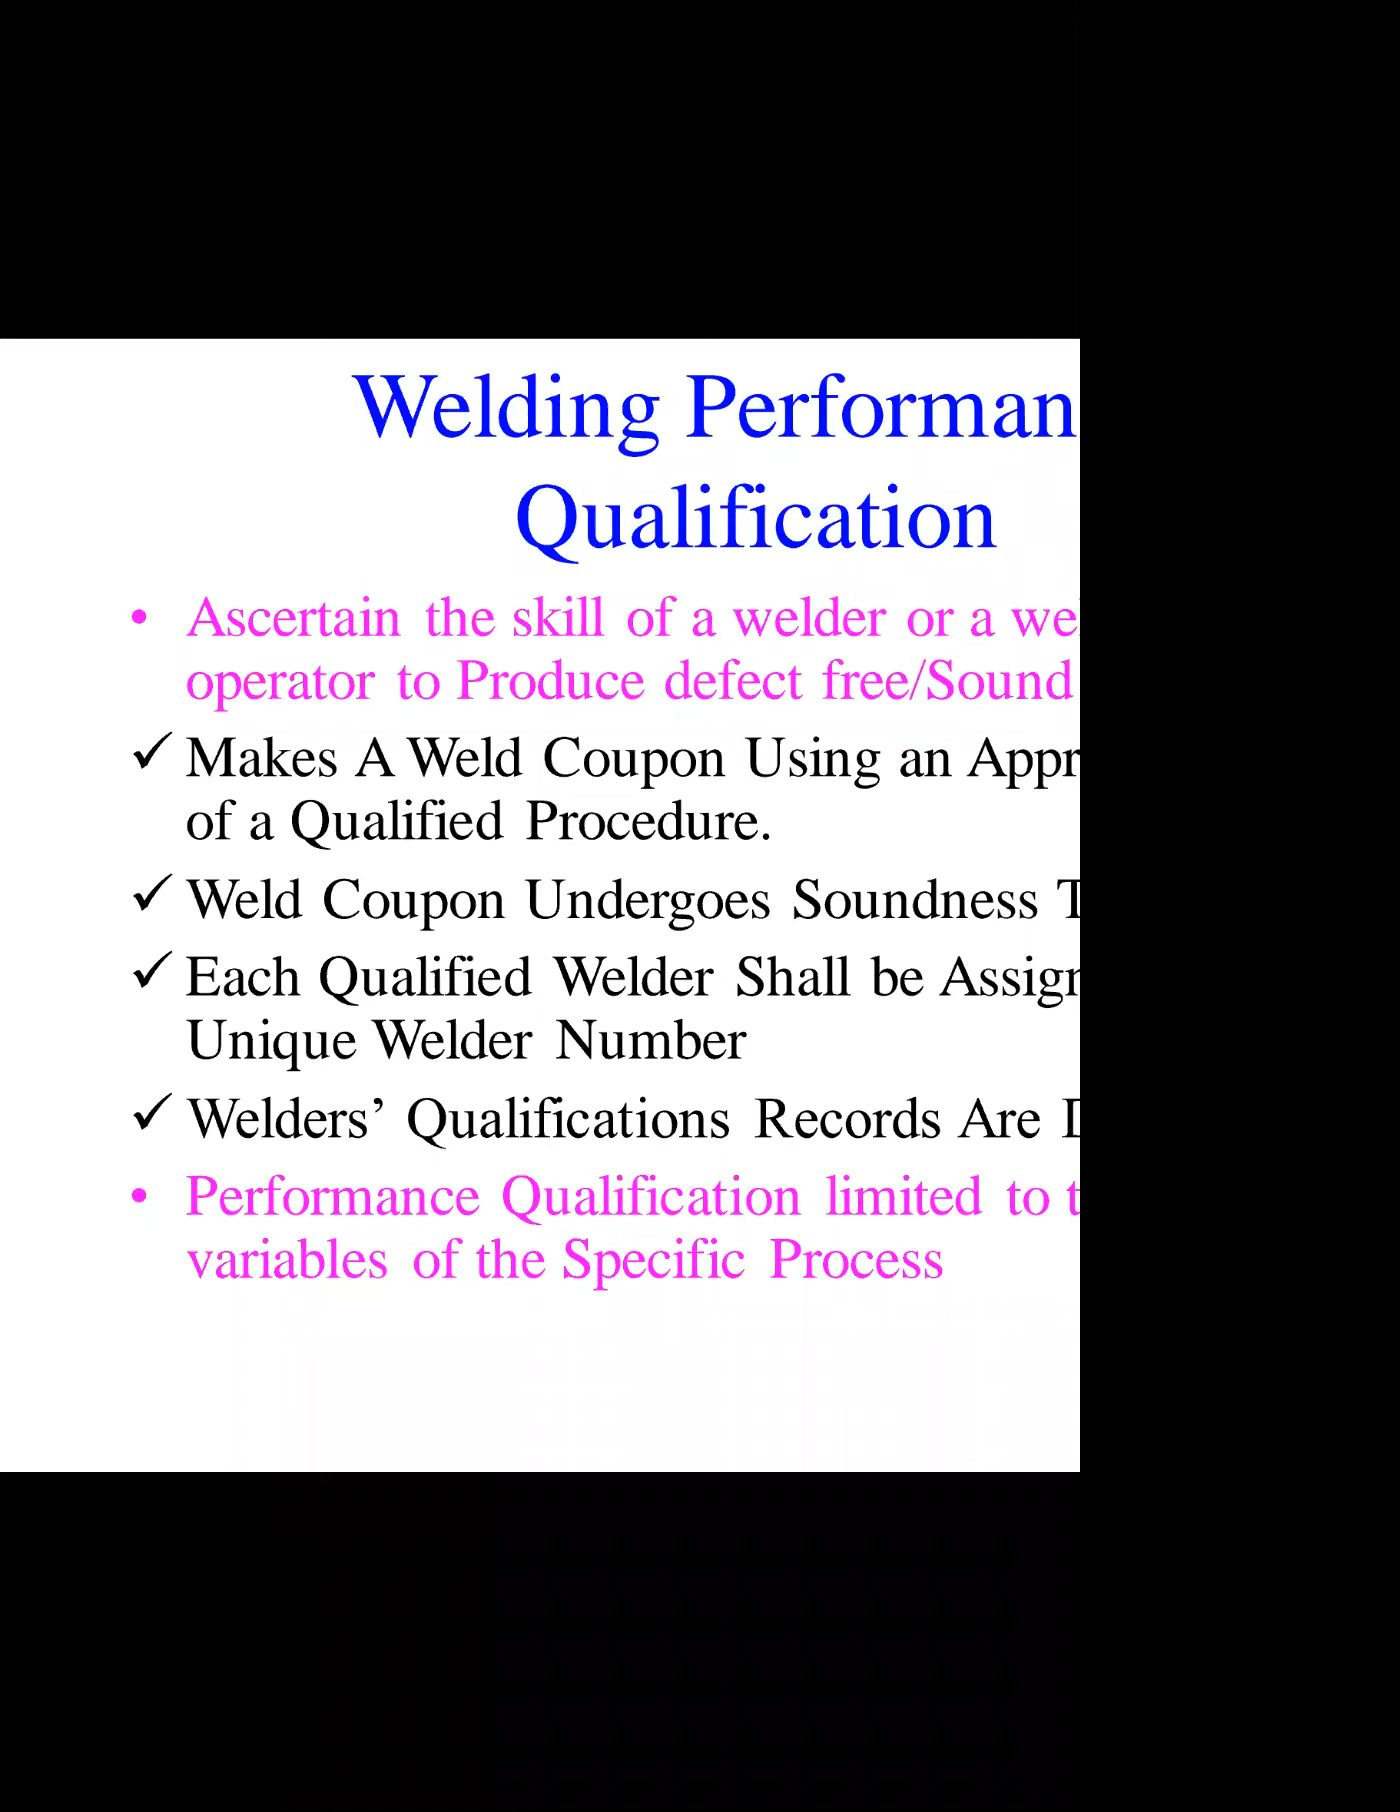 Welding Performan
Qualification
• Ascertain the skill of a welder or a we
operator to Produce defect free/Sound
✓ Makes A Weld Coupon Using an Appr
of a Qualified Procedure.
✓ Weld Coupon Undergoes Soundness T
✓ Each Qualified Welder Shall be Assign
Unique Welder Number
✓ Welders’ Qualifications Records Are
• Performance Qualification limited to t
variables of the Specific Process